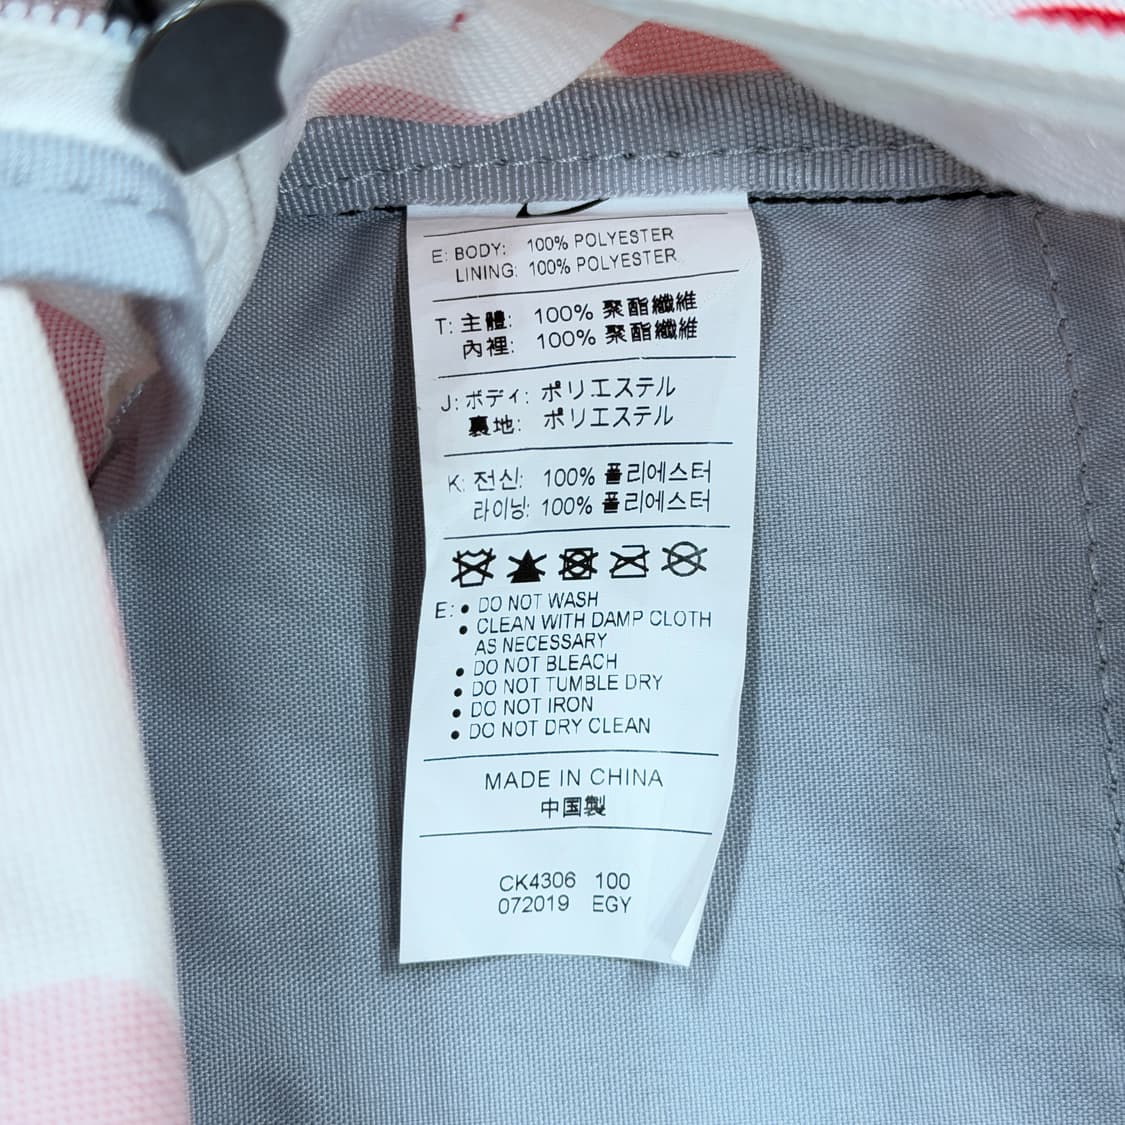 E: BODY: 100% POLYESTER
LINING: 100% POLYESTER
T: 主體: 100% 聚酯纖維
內裡: 100% 聚酯纖維
J: ボディ: ポリエステル
裏地: ポリエステル
K: 전신: 100% 폴리에스터
라이닝: 100% 폴리에스터
E: • DO NOT WASH
• CLEAN WITH DAMP CLOTH
AS NECESSARY
• DO NOT BLEACH
• DO NOT TUMBLE DRY
• DO NOT IRON
• DO NOT DRY CLEAN
MADE IN CHINA
中国製
CK4306 100
072019 EGY